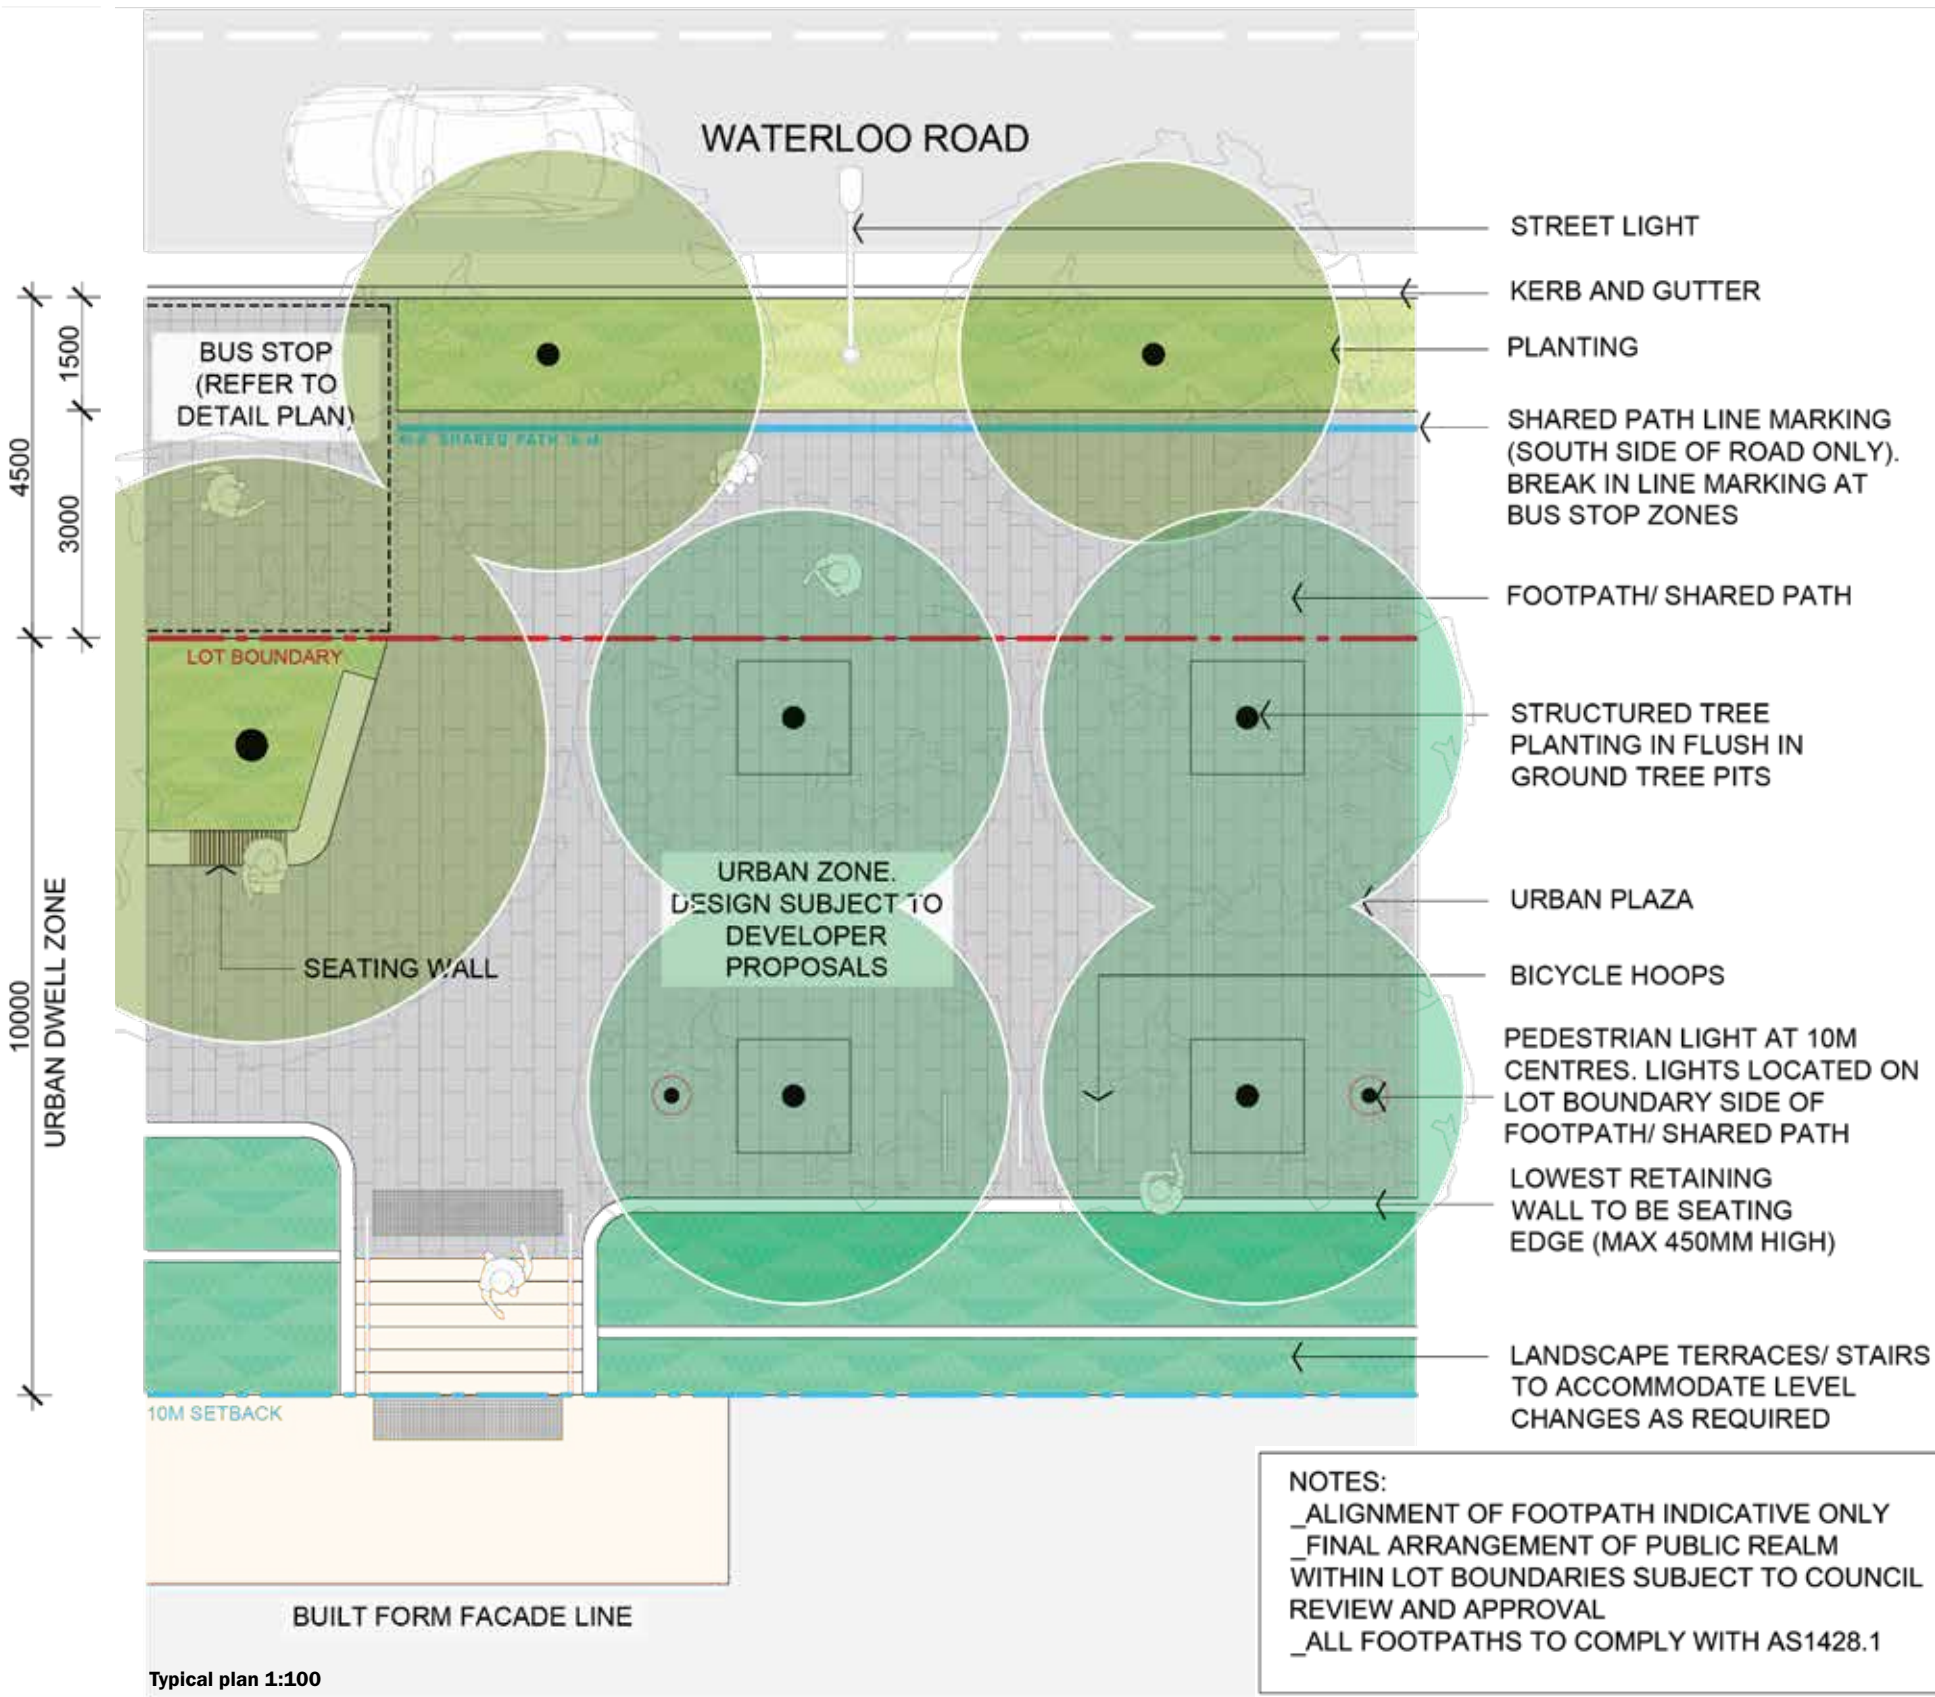 WATERLOO ROAD
STREET LIGHT
KERB AND GUTTER
PLANTING
BUS STOP
(REFER TO
DETAIL PLAN)
SHARED PATH LINE MARKING
(SOUTH SIDE OF ROAD ONLY).
BREAK IN LINE MARKING AT
BUS STOP ZONES
SHARED PATH
1500
4500
3000
FOOTPATH/ SHARED PATH
LOT BOUNDARY
STRUCTURED TREE
PLANTING IN FLUSH IN
GROUND TREE PITS
URBAN ZONE.
DESIGN SUBJECT TO
DEVELOPER
PROPOSALS
URBAN PLAZA
SEATING WALL
BICYCLE HOOPS
10000
URBAN DWELL ZONE
PEDESTRIAN LIGHT AT 10M
CENTRES. LIGHTS LOCATED ON
LOT BOUNDARY SIDE OF
FOOTPATH/ SHARED PATH
LOWEST RETAINING
WALL TO BE SEATING
EDGE (MAX 450MM HIGH)
LANDSCAPE TERRACES/ STAIRS
TO ACCOMMODATE LEVEL
CHANGES AS REQUIRED
10M SETBACK
BUILT FORM FACADE LINE
NOTES:
_ALIGNMENT OF FOOTPATH INDICATIVE ONLY
_FINAL ARRANGEMENT OF PUBLIC REALM
WITHIN LOT BOUNDARIES SUBJECT TO COUNCIL
REVIEW AND APPROVAL
_ALL FOOTPATHS TO COMPLY WITH AS1428.1
Typical plan 1:100